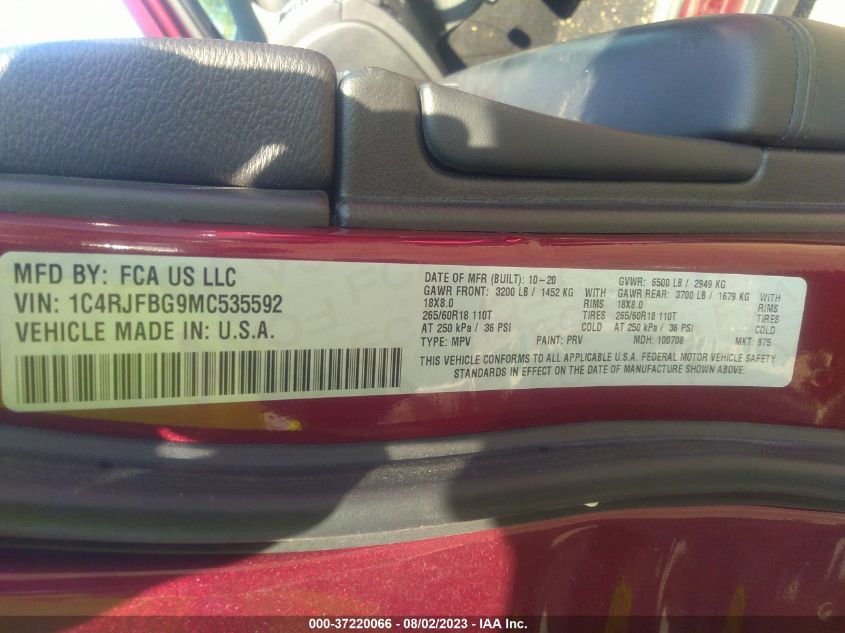 MFD BY: FCA US LLC
VIN: 1C4RJFBG9MC535592
VEHICLE MADE IN: U.S.A.
DATE OF MFR (BUILT): 10-20 GVWR: 6500 LB / 2949 KG
GAWR FRONT: 3200 LB / 1452 KG WITH GAWR REAR: 3700 LB / 1679 KG WITH
18X8.0 RIMS 18X8.0 RIMS
265/60R18 110T TIRES 265/60R18 110T TIRES
AT 250 kPa / 36 PSI COLD AT 250 kPa / 36 PSI COLD
TYPE: MPV PAINT: PRV MDH: 100708 MKT: 875
THIS VEHICLE CONFORMS TO ALL APPLICABLE U.S.A. FEDERAL MOTOR VEHICLE SAFETY
STANDARDS IN EFFECT ON THE DATE OF MANUFACTURE SHOWN ABOVE.
000-37220066 - 08/02/2023 - IAA Inc.